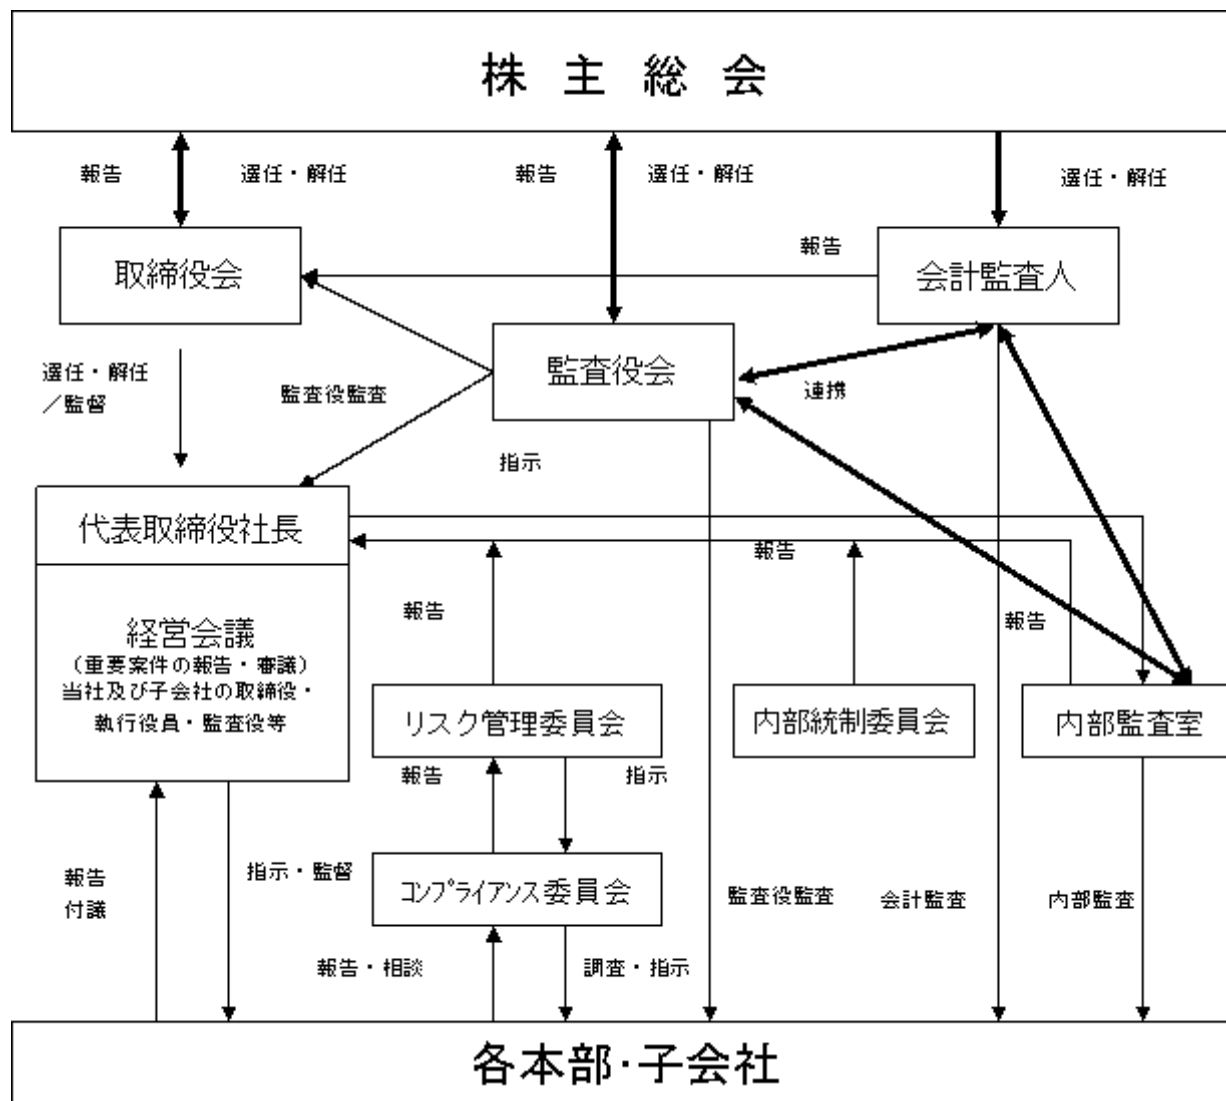 株主総会
報告
選任・解任
報告
選任・解任
選任・解任
取締役会
報告
会計監査人
監査役会
選任・解任
／監督
監査役監査
連携
指示
代表取締役社長
報告
経営会議
（重要案件の報告・審議）
当社及び子会社の取締役・
執行役員・監査役等
報告
報告
リスク管理委員会
内部統制委員会
内部監査室
報告
指示
報告
付議
指示・監督
コンプライアンス委員会
監査役監査
会計監査
内部監査
報告・相談
調査・指示
各本部・子会社